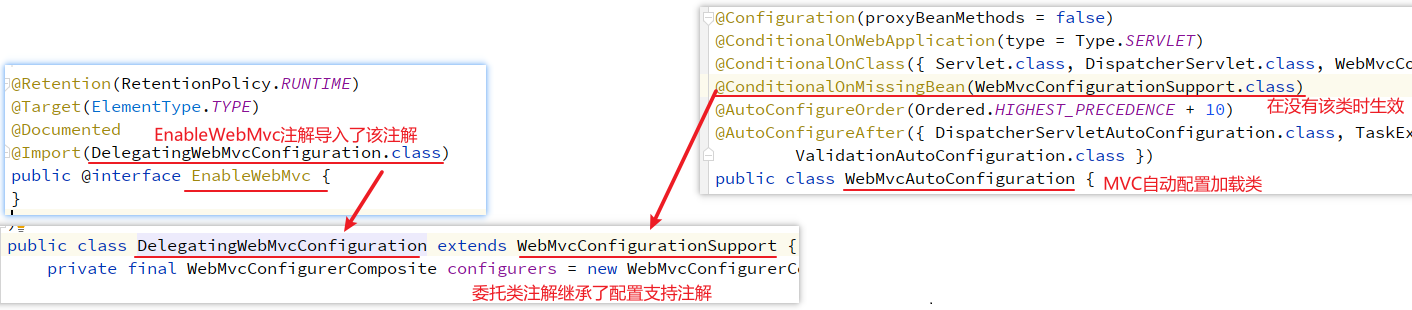 @Retention(RetentionPolicy.RUNTIME)
@Target(ElementType.TYPE)
@Documented
EnableWebMvc注解导入了该注解
@Import(DelegatingWebMvcConfiguration.class)
public @interface EnableWebMvc {
}
@Configuration(proxyBeanMethods = false)
@ConditionalOnWebApplication(type = Type.SERVLET)
@ConditionalOnClass({ Servlet.class, DispatcherServlet.class, WebMvcCo
@ConditionalOnMissingBean(WebMvcConfigurationSupport.class)
在没有该类时生效
@AutoConfigureOrder(Ordered.HIGHEST_PRECEDENCE + 10)
@AutoConfigureAfter({ DispatcherServletAutoConfiguration.class, TaskEx
ValidationAutoConfiguration.class })
public class WebMvcAutoConfiguration {
MVC自动配置加载类
public class DelegatingWebMvcConfiguration extends WebMvcConfigurationSupport {
private final WebMvcConfigurerComposite configurers = new WebMvcConfigurerCo
委托类注解继承了配置支持注解